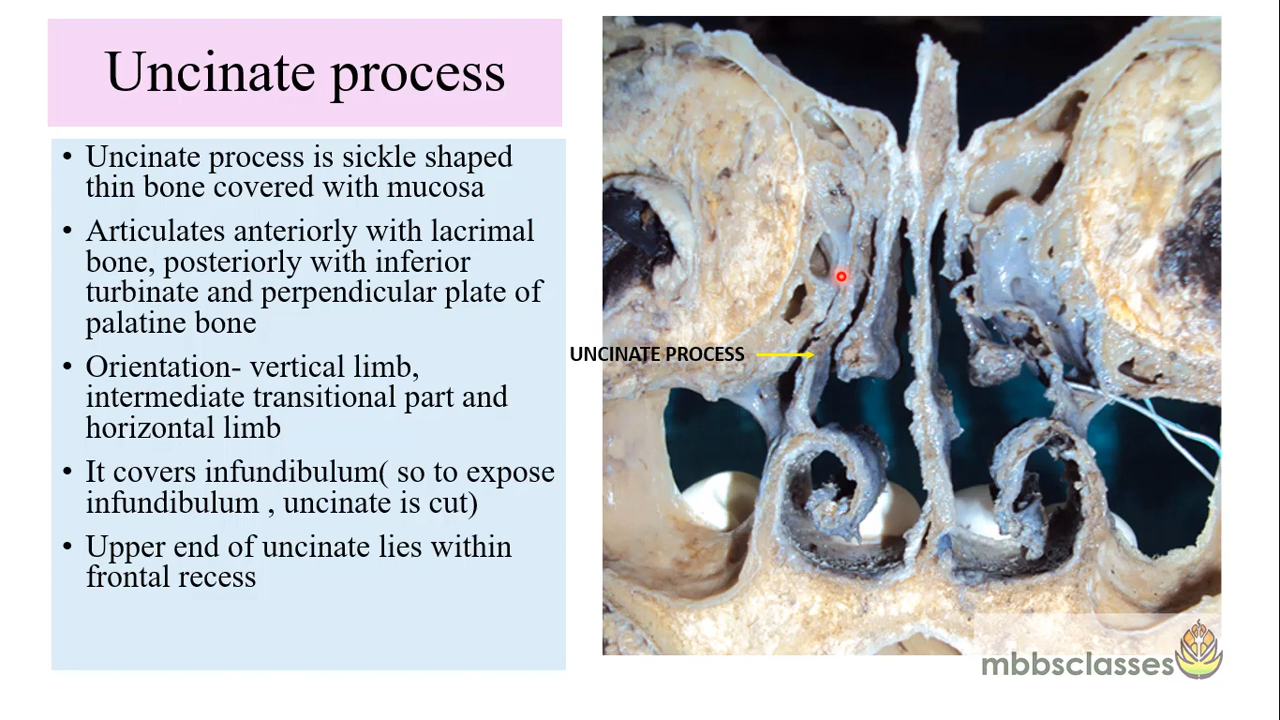 Uncinate process
• Uncinate process is sickle shaped
thin bone covered with mucosa
• Articulates anteriorly with lacrimal
bone, posteriorly with inferior
turbinate and perpendicular plate of
palatine bone
• Orientation- vertical limb,
intermediate transitional part and
horizontal limb
• It covers infundibulum( so to expose
infundibulum , uncinate is cut)
• Upper end of uncinate lies within
frontal recess
UNCINATE PROCESS
mbbsclasses